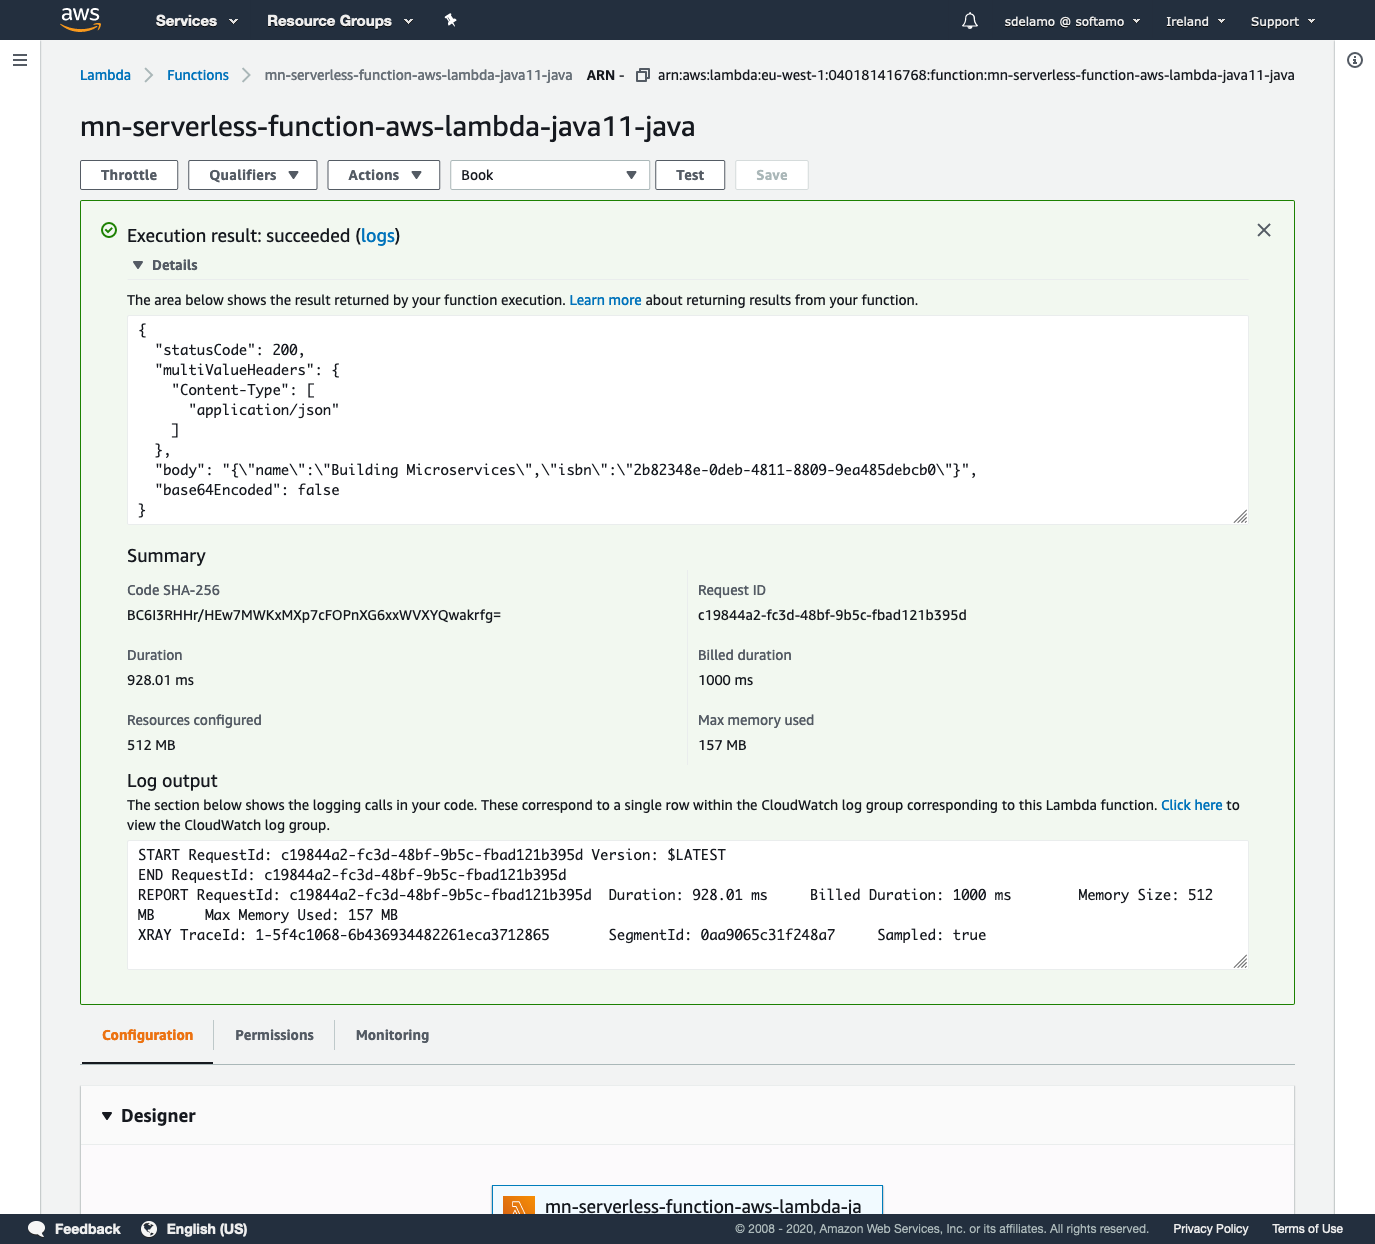 aws Services Resource Groups sdelamo @ softamo Ireland Support
Lambda Functions mn-serverless-function-aws-lambda-java11-java ARN - arn:aws:lambda:eu-west-1:040181416768:function:mn-serverless-function-aws-lambda-java11-java
mn-serverless-function-aws-lambda-java11-java
Throttle Qualifiers Actions Book Test Save
Execution result: succeeded (logs)
Details
The area below shows the result returned by your function execution. Learn more about returning results from your function.
{
  "statusCode": 200,
  "multiValueHeaders": {
    "Content-Type": [
      "application/json"
    ]
  },
  "body": "{\"name\":\"Building Microservices\",\"isbn\":\"2b82348e-0deb-4811-8809-9ea485debcb0\"}",
  "base64Encoded": false
}
Summary
Code SHA-256 Request ID
BC6I3RHHr/HEw7MWKxMXp7cFOPnXG6xxWVXYQwakrfg= c19844a2-fc3d-48bf-9b5c-fbad121b395d
Duration Billed duration
928.01 ms 1000 ms
Resources configured Max memory used
512 MB 157 MB
Log output
The section below shows the logging calls in your code. These correspond to a single row within the CloudWatch log group corresponding to this Lambda function. Click here to
view the CloudWatch log group.
START RequestId: c19844a2-fc3d-48bf-9b5c-fbad121b395d Version: $LATEST
END RequestId: c19844a2-fc3d-48bf-9b5c-fbad121b395d
REPORT RequestId: c19844a2-fc3d-48bf-9b5c-fbad121b395d Duration: 928.01 ms Billed Duration: 1000 ms Memory Size: 512
MB Max Memory Used: 157 MB
XRAY TraceId: 1-5f4c1068-6b436934482261eca3712865 SegmentId: 0aa9065c31f248a7 Sampled: true
Configuration Permissions Monitoring
Designer
mn-serverless-function-aws-lambda-ja
Feedback English (US) © 2008 - 2020, Amazon Web Services, Inc. or its affiliates. All rights reserved. Privacy Policy Terms of Use